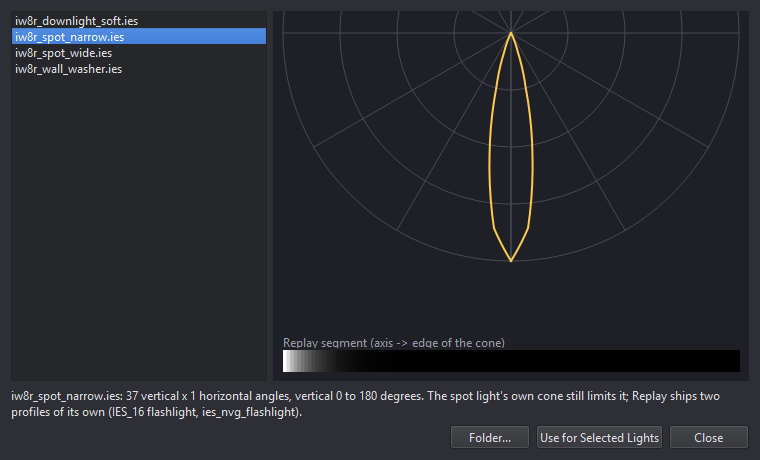 iw8r_downlight_soft.ies
iw8r_spot_narrow.ies
iw8r_spot_wide.ies
iw8r_wall_washer.ies
Replay segment (axis -> edge of the cone)
iw8r_spot_narrow.ies: 37 vertical x 1 horizontal angles, vertical 0 to 180 degrees. The spot light's own cone still limits it; Replay ships two
profiles of its own (IES_16 flashlight, ies_nvg_flashlight).
Folder...
Use for Selected Lights
Close